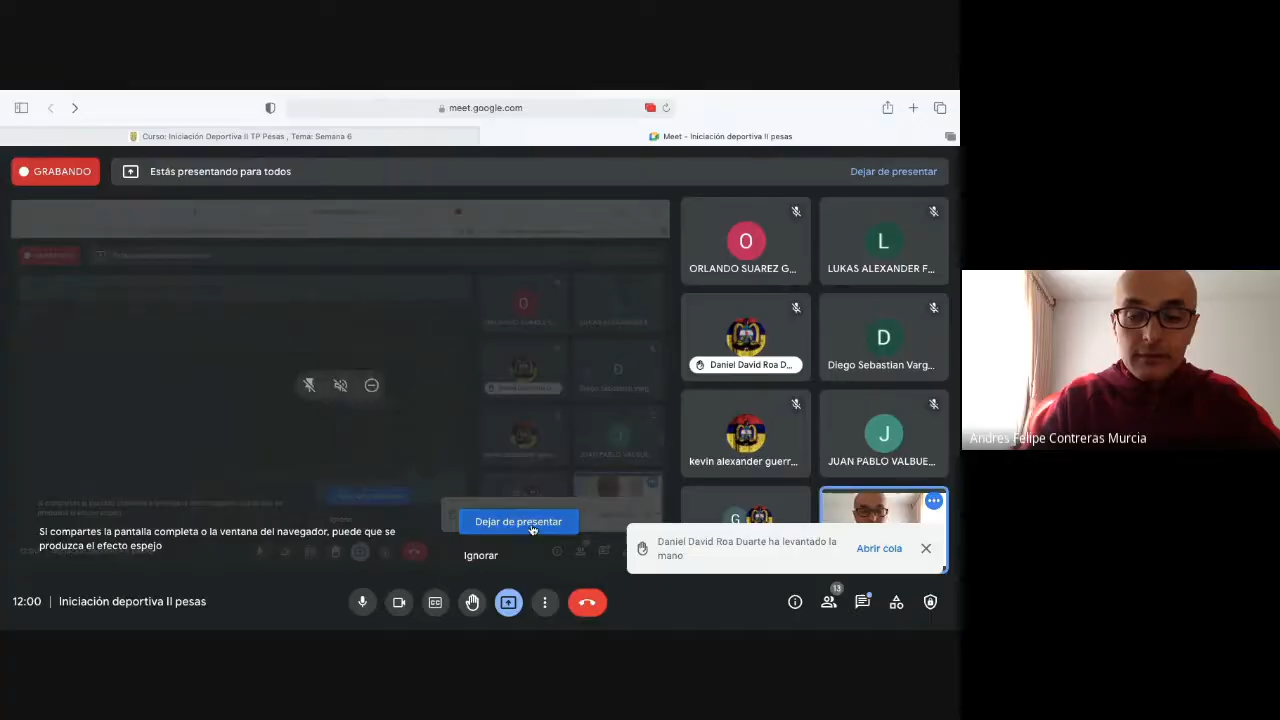 meet.google.com
Curso: Iniciación Deportiva II TP Pesas , Tema: Semana 6
Meet - Iniciación deportiva II pesas
GRABANDO
Estás presentando para todos
Dejar de presentar
O
ORLANDO SUAREZ G...
L
LUKAS ALEXANDER F...
Daniel David Roa D...
D
Diego Sebastian Varg...
kevin alexander guerr...
J
JUAN PABLO VALBUE...
G
Andres Felipe Contreras Murcia
Si compartes la pantalla completa o la ventana del navegador, puede que se
produzca el efecto espejo
Dejar de presentar
Ignorar
Daniel David Roa Duarte ha levantado la
mano
Abrir cola
12:00 | Iniciación deportiva II pesas
13